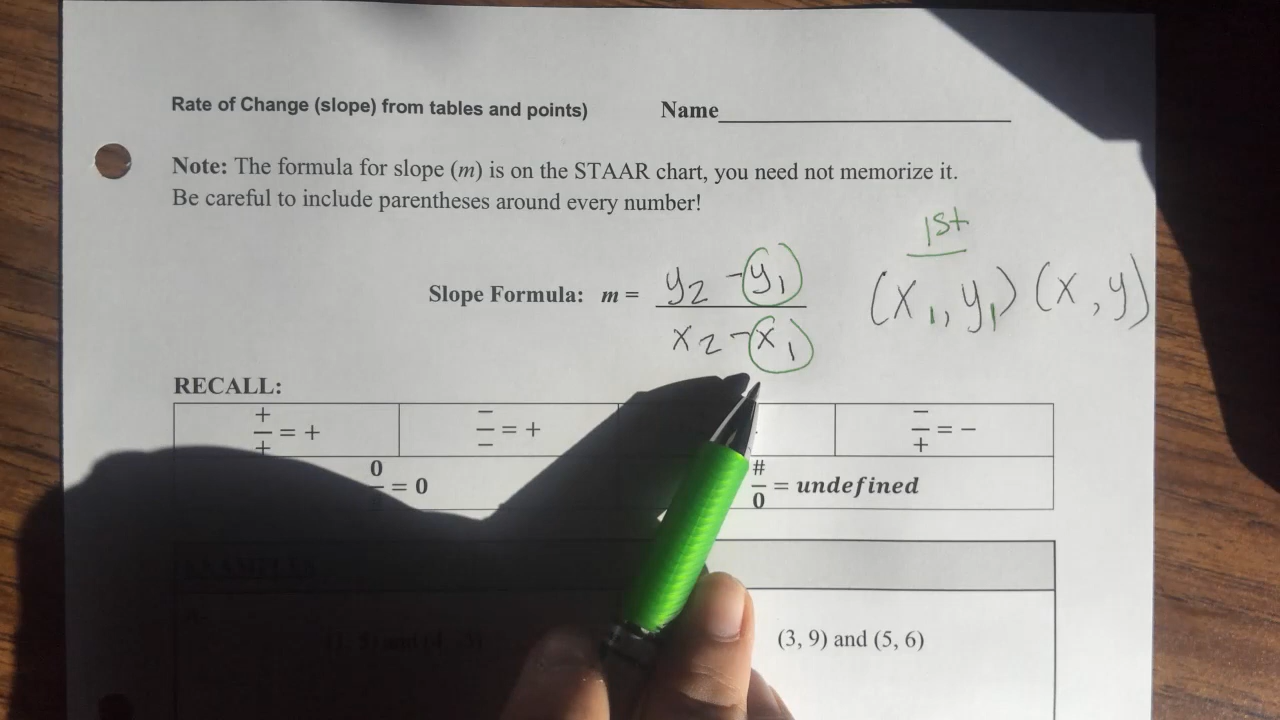 Rate of Change (slope) from tables and points) Name
Note: The formula for slope (m) is on the STAAR chart, you need not memorize it.
Be careful to include parentheses around every number!
1st
Slope Formula: m = y₂ - y₁ / x₂ - x₁ (x₁, y₁) (x, y)
RECALL:
+/+ = + −/− = + −/+ = −
0/ = 0 #/0 = undefined
EXAMPLES
(3, 9) and (5, 6)